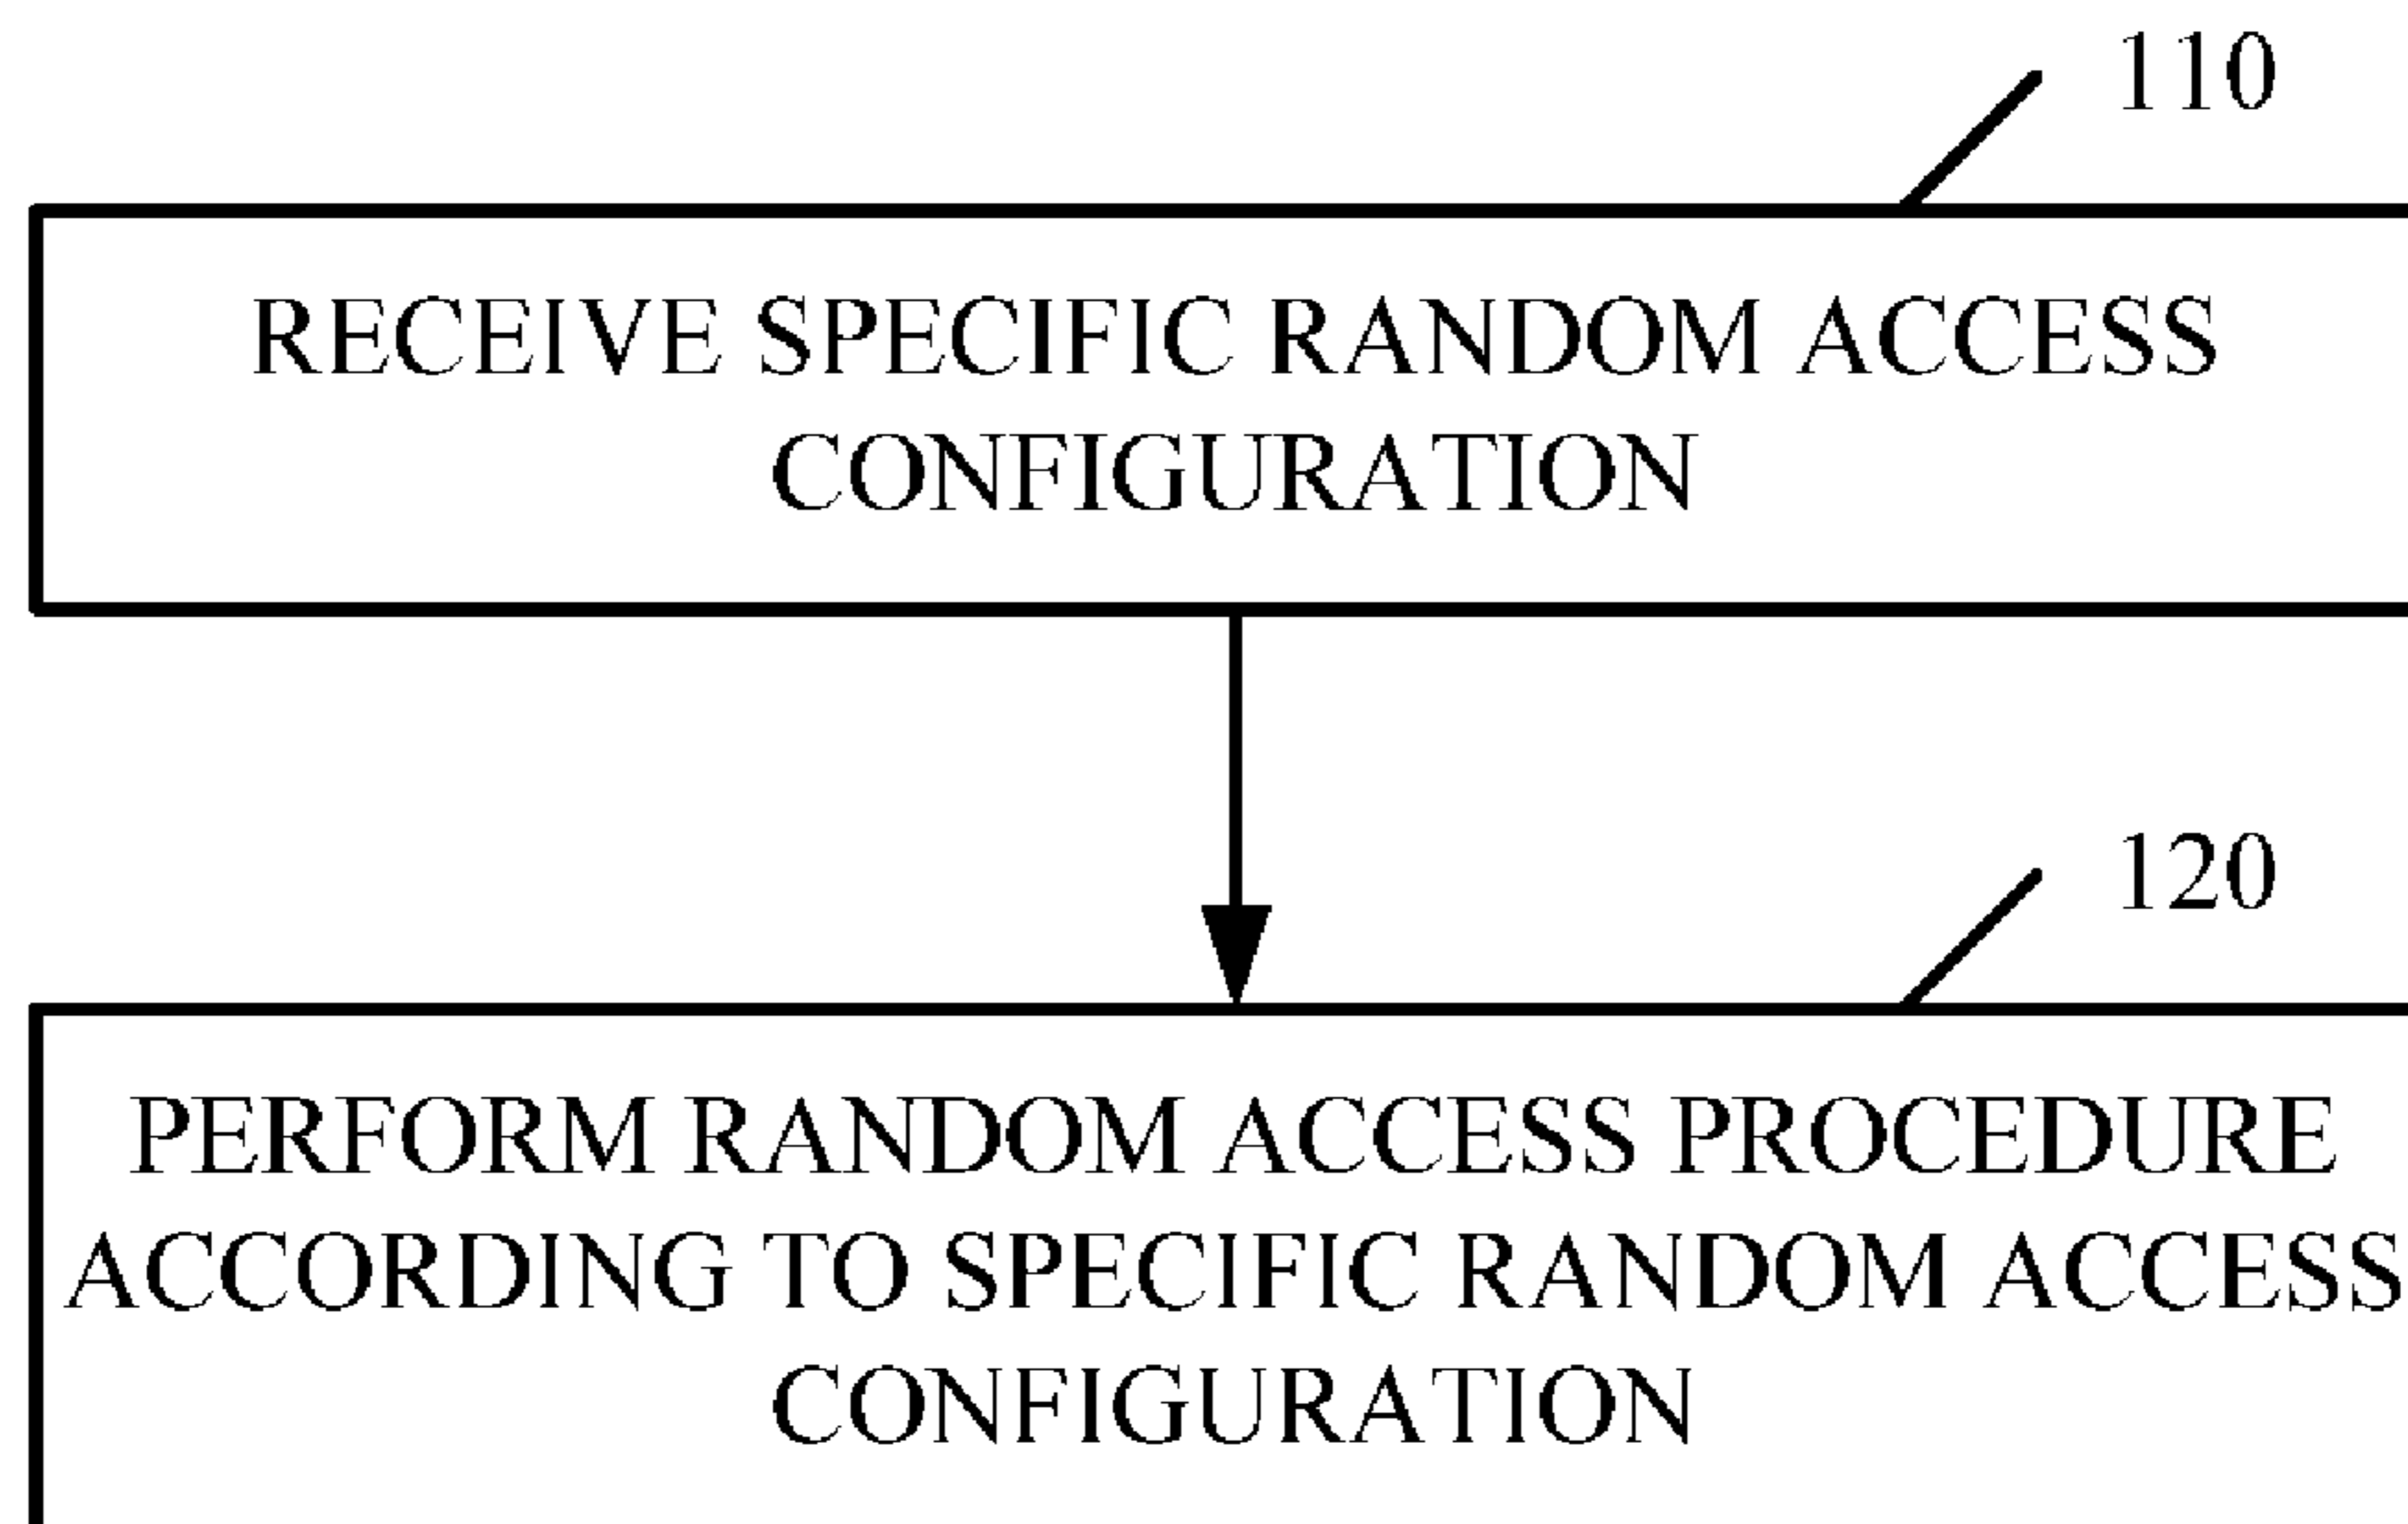 110
RECEIVE SPECIFIC RANDOM ACCESS
CONFIGURATION
120
PERFORM RANDOM ACCESS PROCEDURE
ACCORDING TO SPECIFIC RANDOM ACCESS
CONFIGURATION